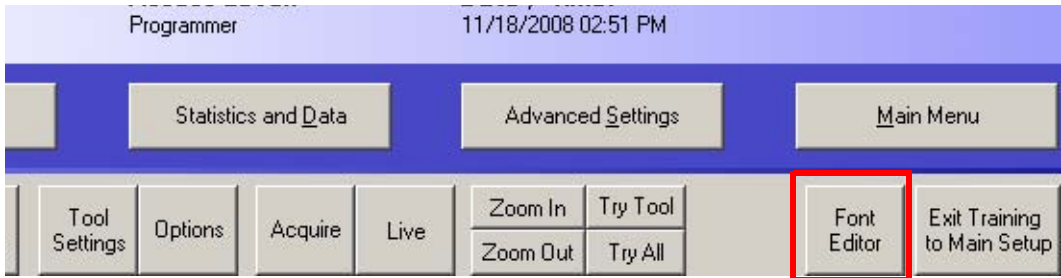 Programmer 11/18/2008 02:51 PM
Statistics and Data Advanced Settings Main Menu
Tool Settings Options Acquire Live Zoom In Try Tool Font Editor Exit Training to Main Setup
Zoom Out Try All